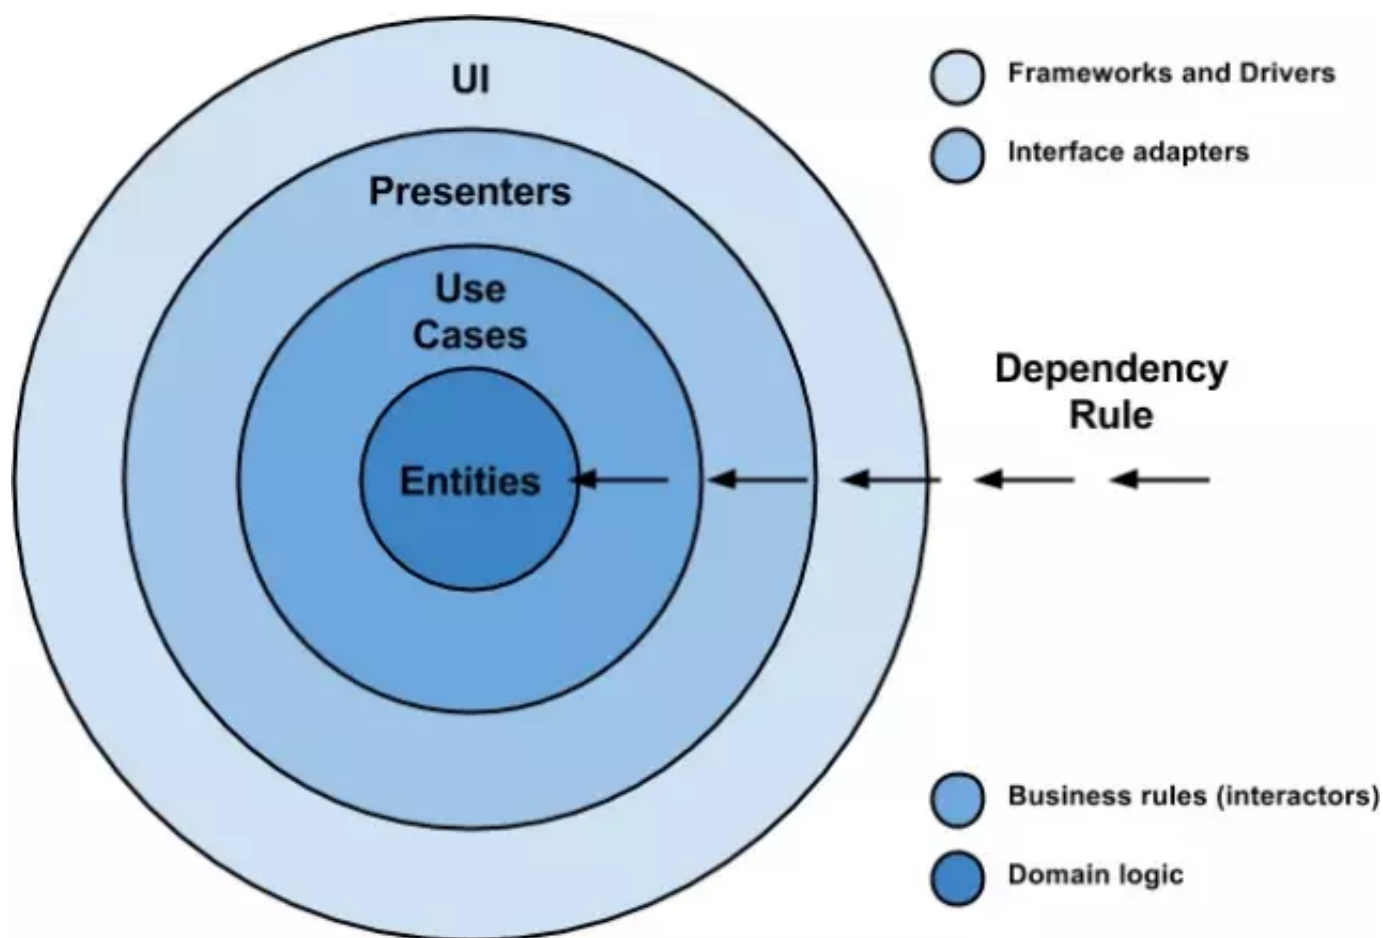 UI
Presenters
Use
Cases
Entities
Frameworks and Drivers
Interface adapters
Dependency
Rule
Business rules (interactors)
Domain logic